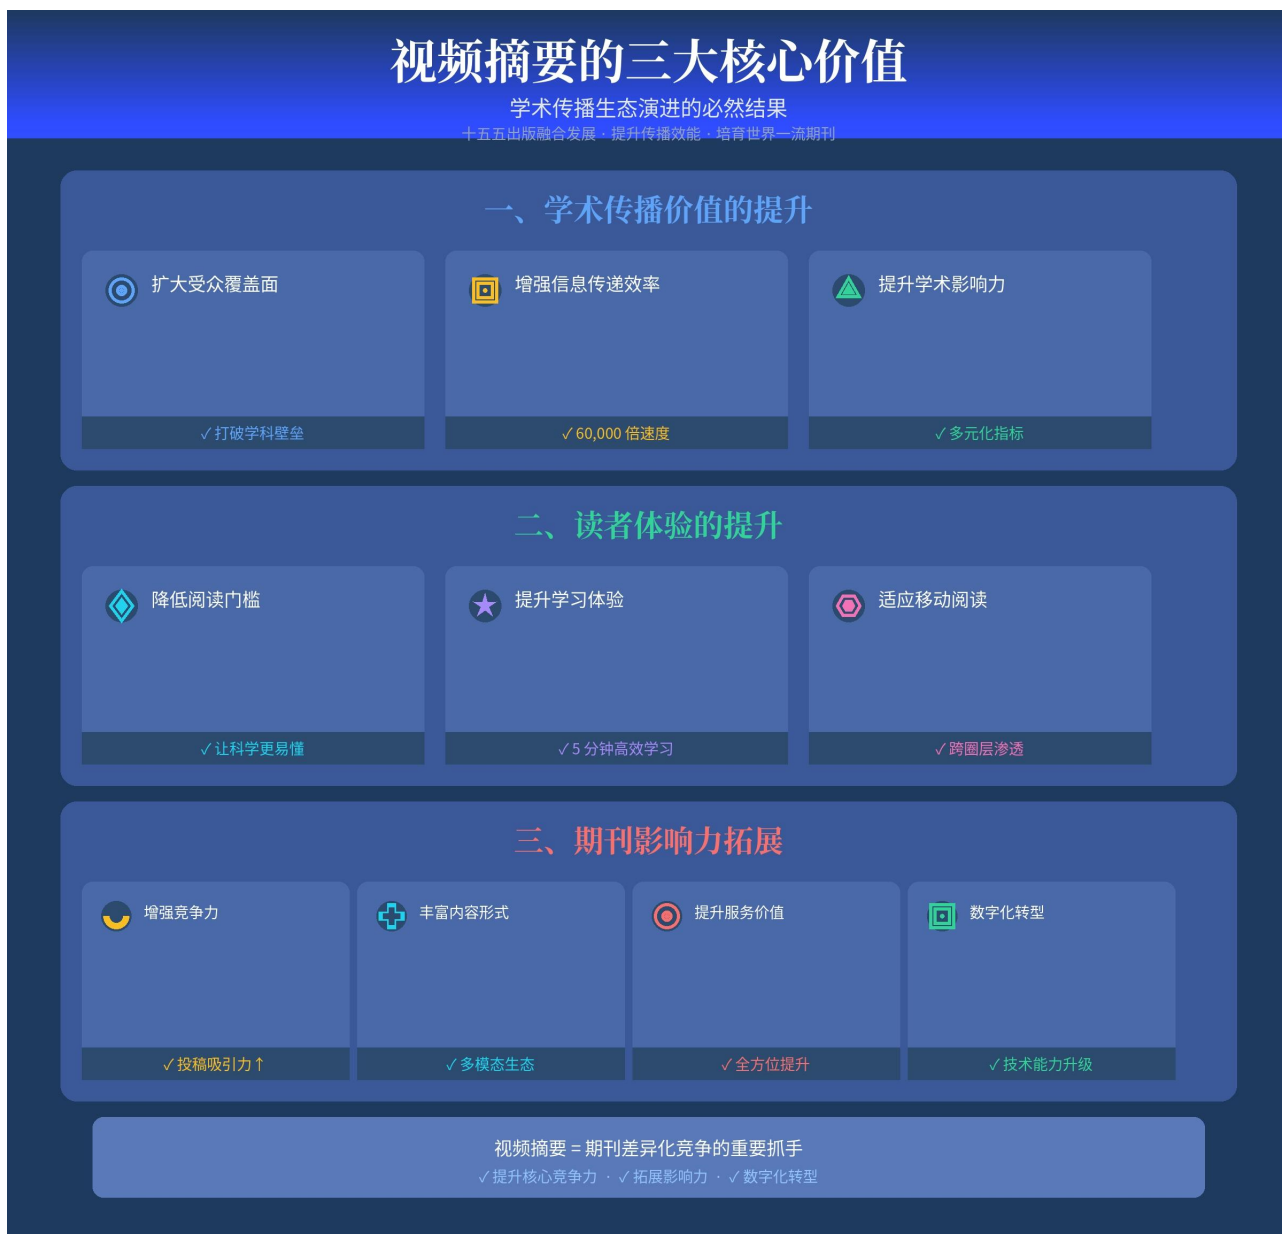 视频摘要的三大核心价值
学术传播生态演进的必然结果
十五五出版融合发展 · 提升传播效能 · 培育世界一流期刊
一、学术传播价值的提升
扩大受众覆盖面
增强信息传递效率
提升学术影响力
✓打破学科壁垒
✓60,000 倍速度
✓多元化指标
二、读者体验的提升
降低阅读门槛
提升学习体验
适应移动阅读
✓让科学更易懂
✓5 分钟高效学习
✓跨圈层渗透
三、期刊影响力拓展
增强竞争力
丰富内容形式
提升服务价值
数字化转型
✓投稿吸引力↑
✓多模态生态
✓全方位提升
✓技术能力升级
视频摘要 = 期刊差异化竞争的重要抓手
✓提升核心竞争力 · ✓拓展影响力 · ✓数字化转型